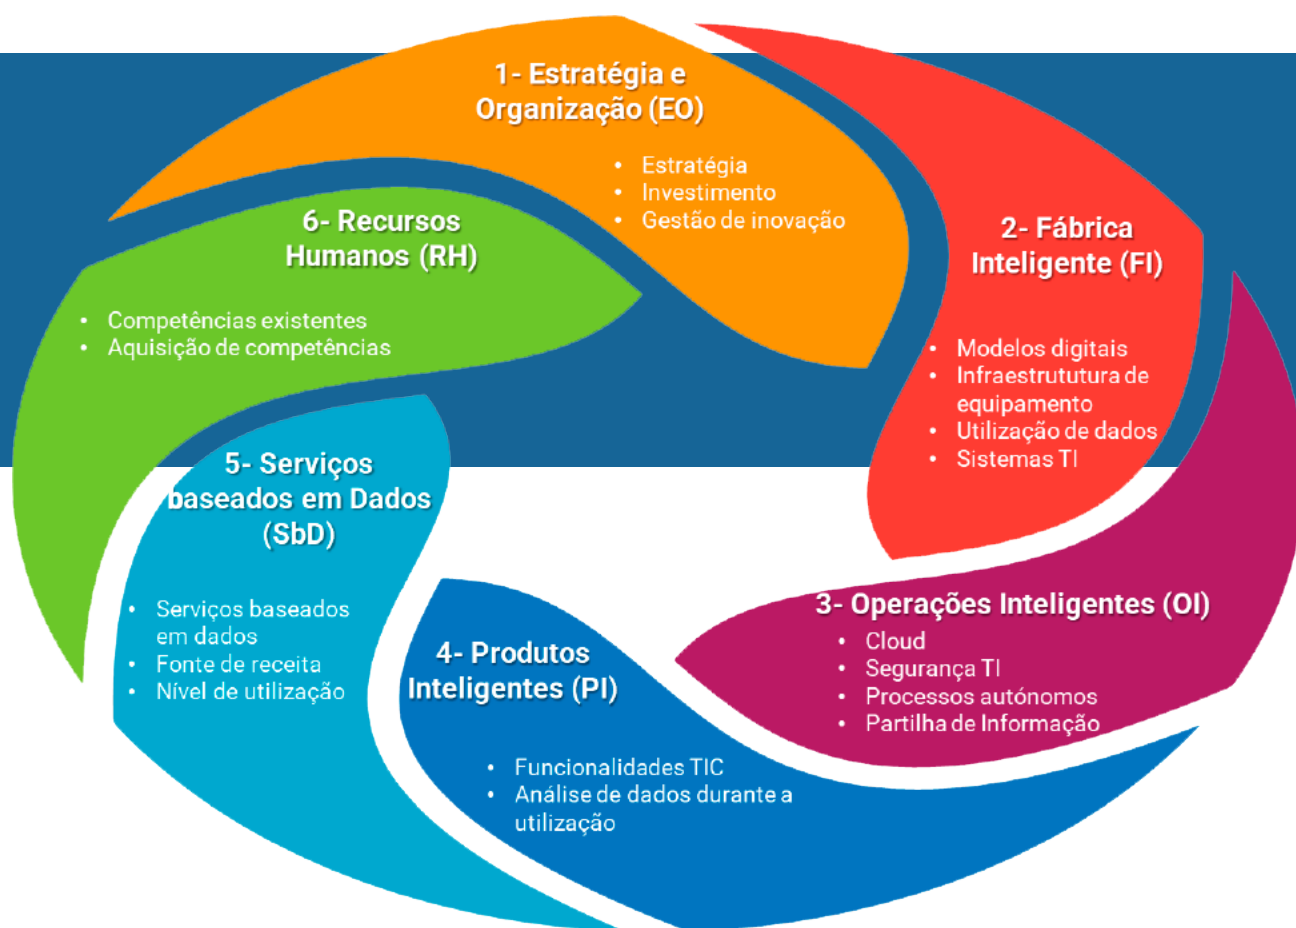 1- Estratégia e
Organização (EO)
• Estratégia
• Investimento
• Gestão de inovação
2- Fábrica
Inteligente (FI)
• Modelos digitais
• Infraestrututura de
equipamento
• Utilização de dados
• Sistemas TI
3- Operações Inteligentes (OI)
• Cloud
• Segurança TI
• Processos autónomos
• Partilha de Informação
4- Produtos
Inteligentes (PI)
• Funcionalidades TIC
• Análise de dados durante a
utilização
5- Serviços
baseados em Dados
(SbD)
• Serviços baseados
em dados
• Fonte de receita
• Nível de utilização
6- Recursos
Humanos (RH)
• Competências existentes
• Aquisição de competências